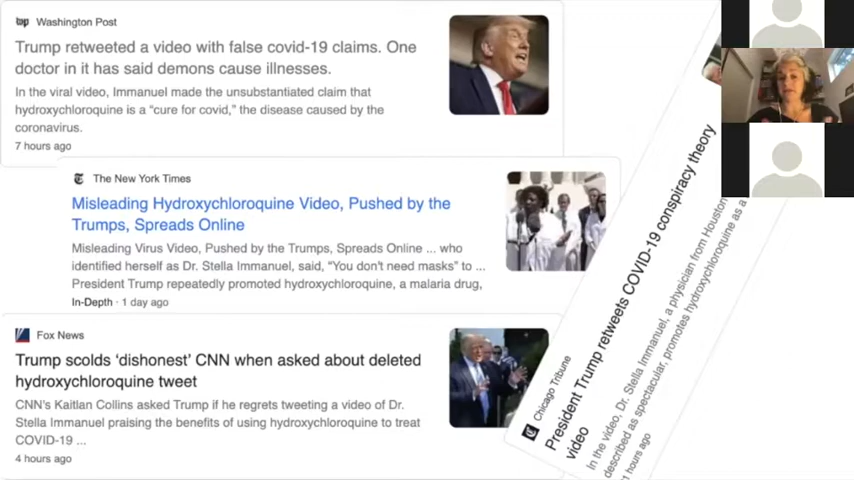 Washington Post
Trump retweeted a video with false covid-19 claims. One
doctor in it has said demons cause illnesses.
In the viral video, Immanuel made the unsubstantiated claim that
hydroxychloroquine is a “cure for covid,” the disease caused by the
coronavirus.
7 hours ago
The New York Times
Misleading Hydroxychloroquine Video, Pushed by the
Trumps, Spreads Online
Misleading Virus Video, Pushed by the Trumps, Spreads Online ... who
identified herself as Dr. Stella Immanuel, said, “You don't need masks” to ...
President Trump repeatedly promoted hydroxychloroquine, a malaria drug,
In-Depth · 1 day ago
Fox News
Trump scolds ‘dishonest’ CNN when asked about deleted
hydroxychloroquine tweet
CNN's Kaitlan Collins asked Trump if he regrets tweeting a video of Dr.
Stella Immanuel praising the benefits of using hydroxychloroquine to treat
COVID-19 ...
4 hours ago
Chicago Tribune
President Trump retweets COVID-19 conspiracy theory
video
In the video, Dr. Stella Immanuel, a physician from Houston
described as spectacular, promotes hydroxychloroquine as a
hours ago